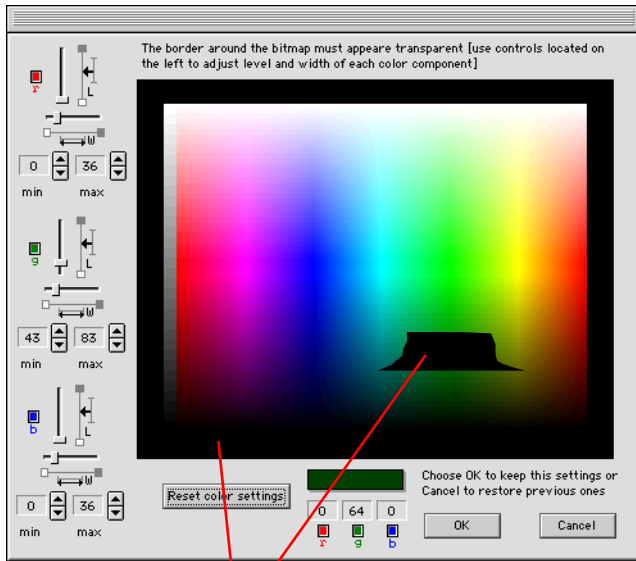 The border around the bitmap must appeare transparent [use controls located on
the left to adjust level and width of each color component]
r
L
W
0 36
min max
g
L
W
43 83
min max
b
L
W
0 36
min max
Reset color settings
0 64 0
r g b
Choose OK to keep this settings or
Cancel to restore previous ones
OK Cancel